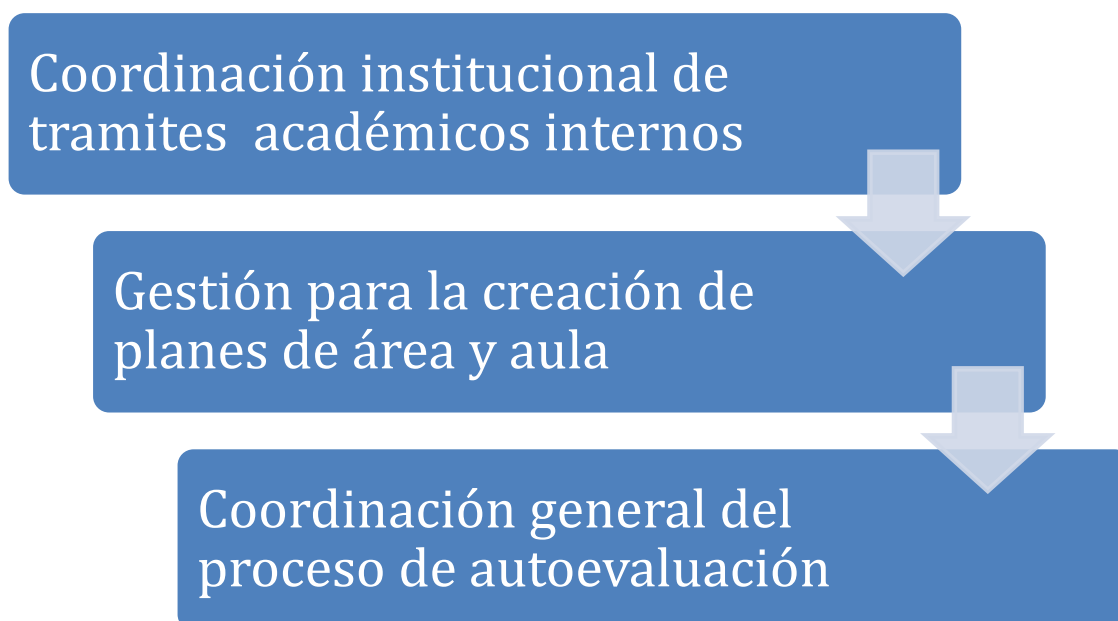 Coordinación institucional de
tramites  académicos internos
Gestión para la creación de
planes de área y aula
Coordinación general del
proceso de autoevaluación